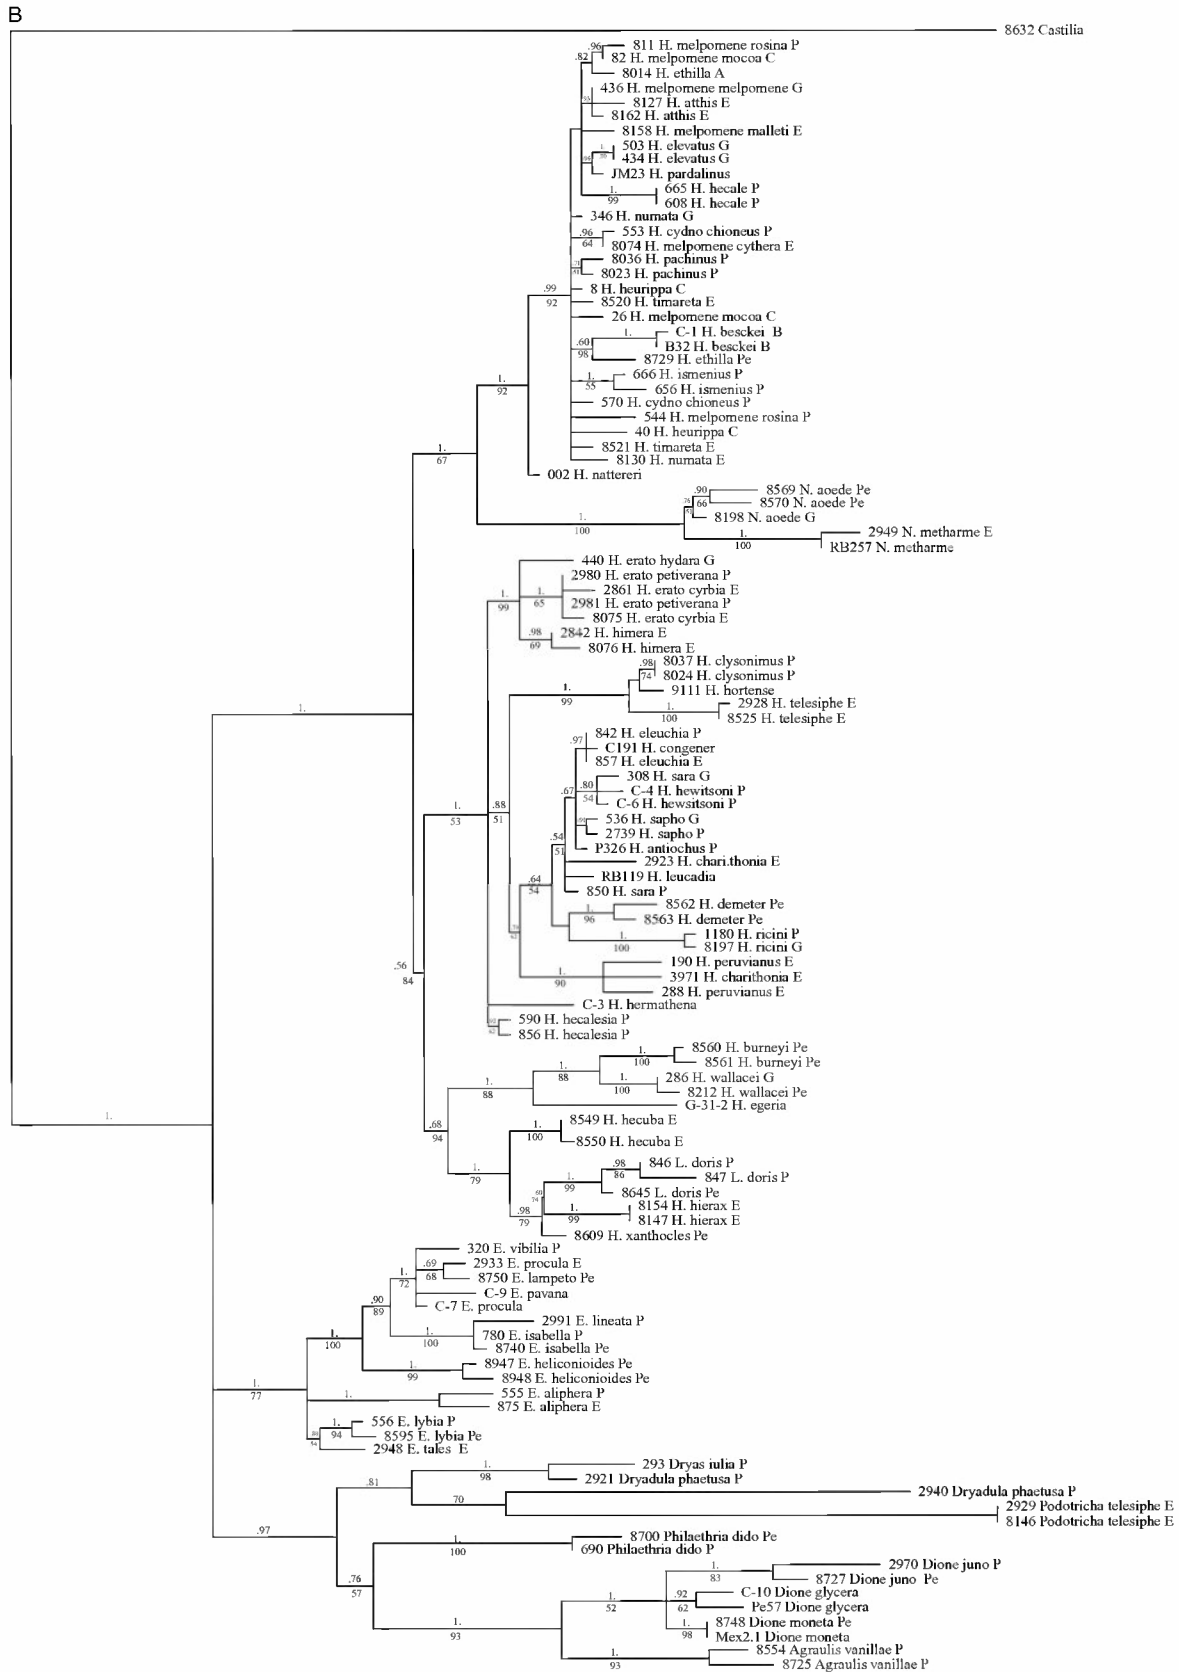 B
8632 Castilia
811 H. melpomene rosina P
.96
82 H. melpomene mocoa C
.82
8014 H. ethilla A
436 H. melpomene melpomene G
8127 H. atthis E
8162 H. atthis E
8158 H. melpomene malleti E
503 H. elevatus G
434 H. elevatus G
JM23 H. pardalinus
665 H. hecale P
1.
99
608 H. hecale P
346 H. numata G
553 H. cydno chioneus P
.96
64
8074 H. melpomene cythera E
8036 H. pachinus P
8023 H. pachinus P
8 H. heurippa C
.99
92
8520 H. timareta E
26 H. melpomene mocoa C
C-1 H. besckei B
1.
B32 H. besckei B
.60
98
8729 H. ethilla Pe
666 H. ismenius P
1.
55
656 H. ismenius P
1.
92
570 H. cydno chioneus P
544 H. melpomene rosina P
40 H. heurippa C
8521 H. timareta E
1.
67
8130 H. numata E
002 H. nattereri
8569 N. aoede Pe
.90
66
8570 N. aoede Pe
8198 N. aoede G
1.
100
2949 N. metharme E
1.
100
RB257 N. metharme
440 H. erato hydara G
2980 H. erato petiverana P
2861 H. erato cyrbia E
1.
65
1.
99
2981 H. erato petiverana P
8075 H. erato cyrbia E
2842 H. himera E
.98
69
8076 H. himera E
8037 H. clysonimus P
.98
74
8024 H. clysonimus P
9111 H. hortense
1.
99
2928 H. telesiphe E
1.
100
8525 H. telesiphe E
1.
842 H. eleuchia P
.97
C191 H. congener
857 H. eleuchia E
308 H. sara G
.80
54
C-4 H. hewitsoni P
.67
C-6 H. hewsitsoni P
1.
53
.88
51
536 H. sapho G
2739 H. sapho P
.54
51
P326 H. antiochus P
2923 H. chari.thonia E
RB119 H. leucadia
.64
54
850 H. sara P
8562 H. demeter Pe
1.
96
8563 H. demeter Pe
1180 H. ricini P
1.
100
8197 H. ricini G
190 H. peruvianus E
.56
84
1.
90
3971 H. charithonia E
288 H. peruvianus E
C-3 H. hermathena
590 H. hecalesia P
856 H. hecalesia P
8560 H. burneyi Pe
1.
100
8561 H. burneyi Pe
1.
88
286 H. wallacei G
1.
100
1.
88
8212 H. wallacei Pe
G-31-2 H. egeria
1.
8549 H. hecuba E
.68
94
1.
100
8550 H. hecuba E
846 L. doris P
.98
86
1.
79
847 L. doris P
1.
99
8645 L. doris Pe
8154 H. hierax E
1.
99
.98
79
8147 H. hierax E
8609 H. xanthocles Pe
320 E. vibilia P
2933 E. procula E
.69
68
1.
72
8750 E. lampeto Pe
C-9 E. pavana
.90
89
C-7 E. procula
2991 E. lineata P
1.
100
1.
100
780 E. isabella P
8740 E. isabella Pe
8947 E. heliconioides Pe
1.
99
8948 E. heliconioides Pe
1.
77
555 E. aliphera P
1.
875 E. aliphera E
556 E. lybia P
1.
94
8595 E. lybia Pe
2948 E. tales E
293 Dryas iulia P
1.
98
2921 Dryadula phaetusa P
.81
2940 Dryadula phaetusa P
70
2929 Podotricha telesiphe E
8146 Podotricha telesiphe E
.97
8700 Philaethria dido Pe
1.
100
690 Philaethria dido P
2970 Dione juno P
1.
83
8727 Dione juno Pe
.76
57
C-10 Dione glycera
1.
52
.92
62
Pe57 Dione glycera
8748 Dione moneta Pe
1.
98
1.
93
Mex2.1 Dione moneta
8554 Agraulis vanillae P
1.
93
8725 Agraulis vanillae P